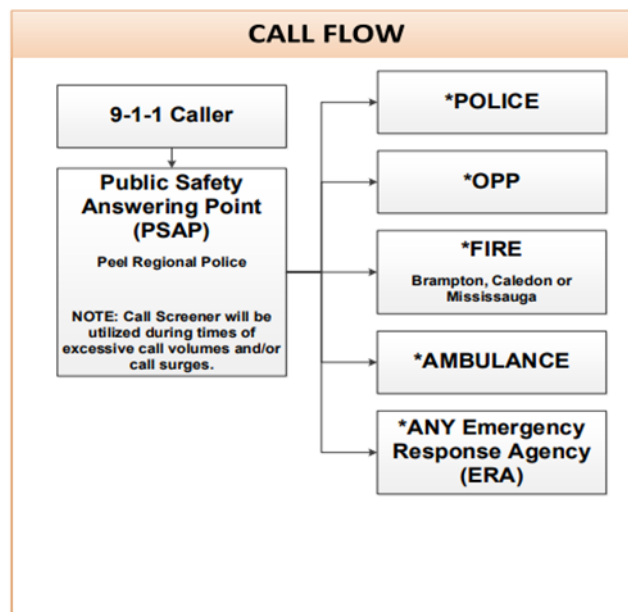 CALL FLOW
9-1-1 Caller
Public Safety
Answering Point
(PSAP)
Peel Regional Police
NOTE: Call Screener will be
utilized during times of
excessive call volumes and/or
call surges.
*POLICE
*OPP
*FIRE
Brampton, Caledon or
Mississauga
*AMBULANCE
*ANY Emergency
Response Agency
(ERA)